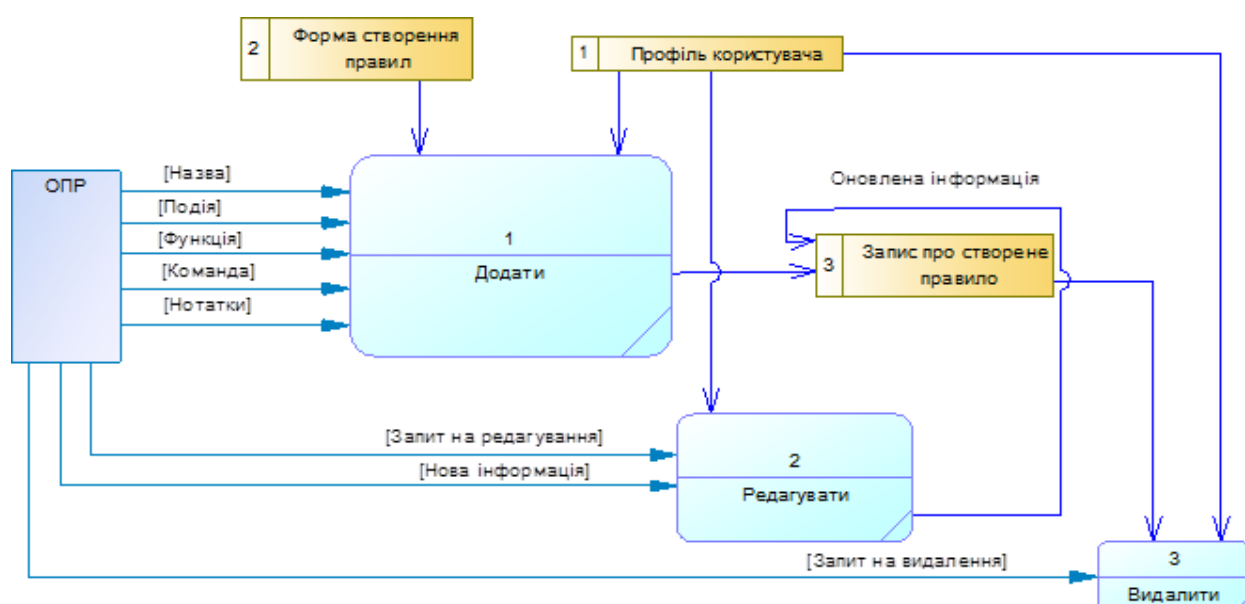 2
Форма створення
правил
1
Профіль користувача
ОПР
[Назва]
[Подія]
[Функція]
[Команда]
[Нотатки]
1
Додати
Оновлена інформація
3
Запис про створене
правило
[Запит на редагування]
[Нова інформація]
2
Редагувати
[Запит на видалення]
3
Видалити